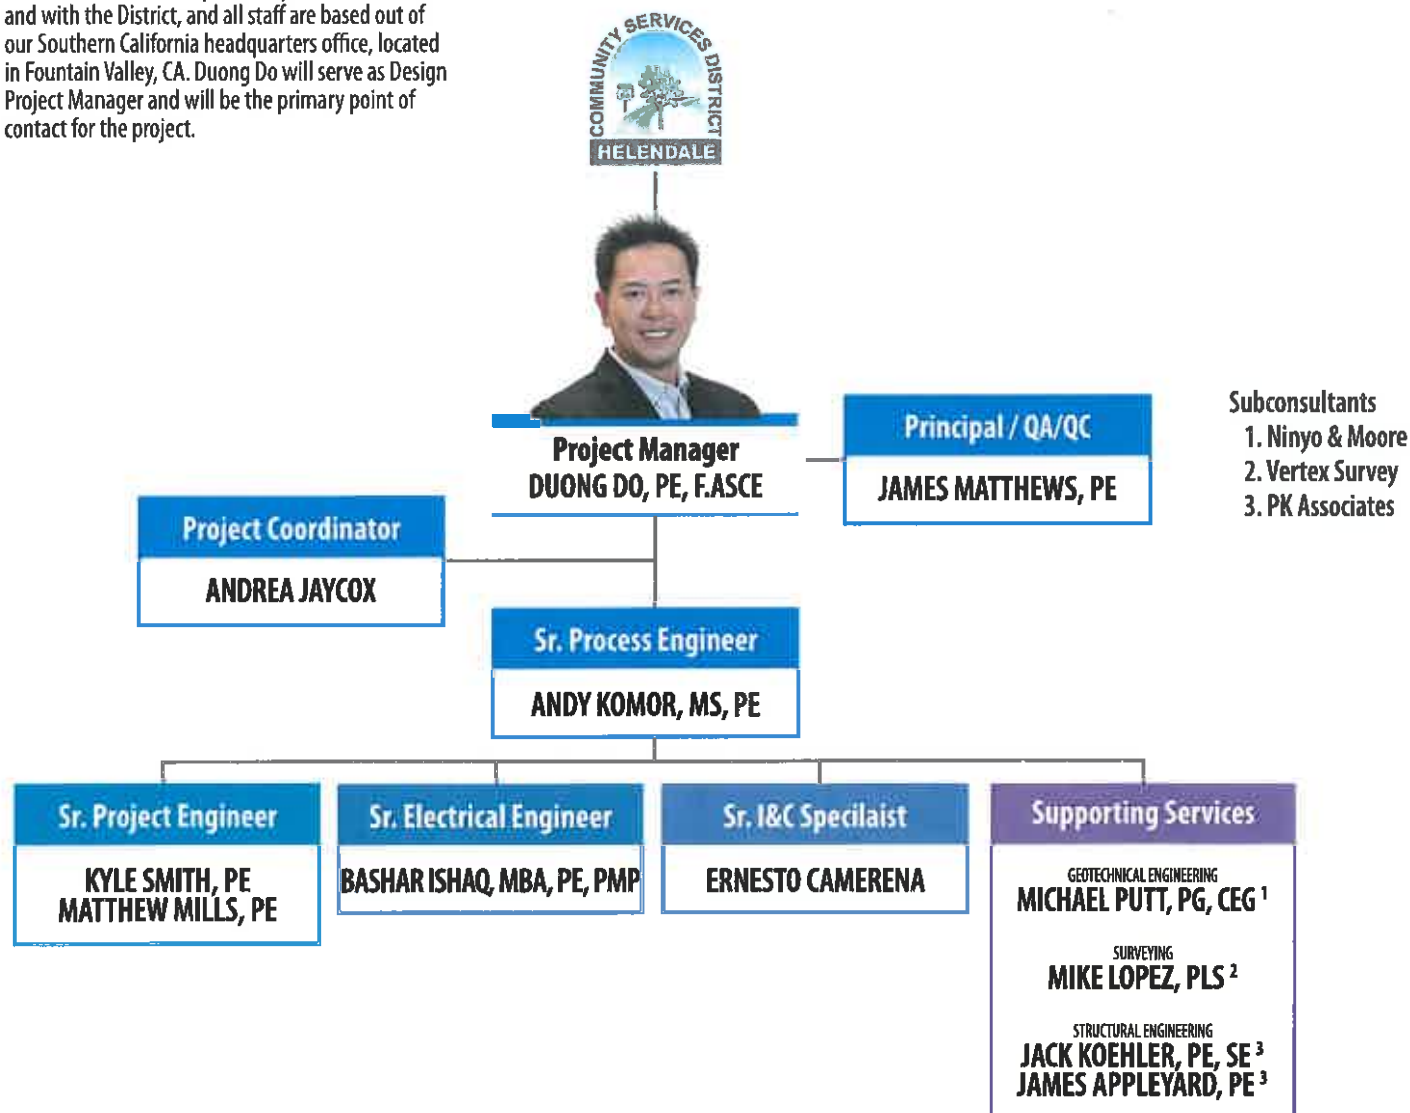 and with the District, and all staff are based out of
our Southern California headquarters office, located
in Fountain Valley, CA. Duong Do will serve as Design
Project Manager and will be the primary point of
contact for the project.
COMMUNITY SERVICES DISTRICT
HELENDALE
Project Manager
DUONG DO, PE, F.ASCE
Principal / QA/QC
JAMES MATTHEWS, PE
Subconsultants
1. Ninyo & Moore
2. Vertex Survey
3. PK Associates
Project Coordinator
ANDREA JAYCOX
Sr. Process Engineer
ANDY KOMOR, MS, PE
Sr. Project Engineer
KYLE SMITH, PE
MATTHEW MILLS, PE
Sr. Electrical Engineer
BASHAR ISHAQ, MBA, PE, PMP
Sr. I&C Specilaist
ERNESTO CAMERENA
Supporting Services
GEOTECHNICAL ENGINEERING
MICHAEL PUTT, PG, CEG 1
SURVEYING
MIKE LOPEZ, PLS 2
STRUCTURAL ENGINEERING
JACK KOEHLER, PE, SE 3
JAMES APPLEYARD, PE 3